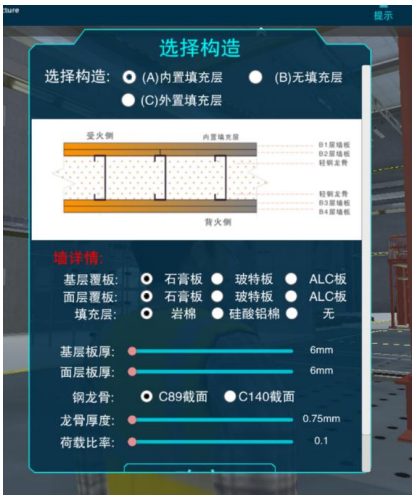 cture
提示
选择构造
选择构造: (A)内置填充层 (B)无填充层
(C)外置填充层
受火侧 内置填充层
B1层墙板
B2层墙板
轻钢龙骨
轻钢龙骨
B3层墙板
B4层墙板
背火侧
墙详情:
基层覆板: 石膏板 玻特板 ALC板
面层覆板: 石膏板 玻特板 ALC板
填充层: 岩棉 硅酸铝棉 无
基层板厚: 6mm
面层板厚: 6mm
钢龙骨: C89截面 C140截面
龙骨厚度: 0.75mm
荷载比率: 0.1